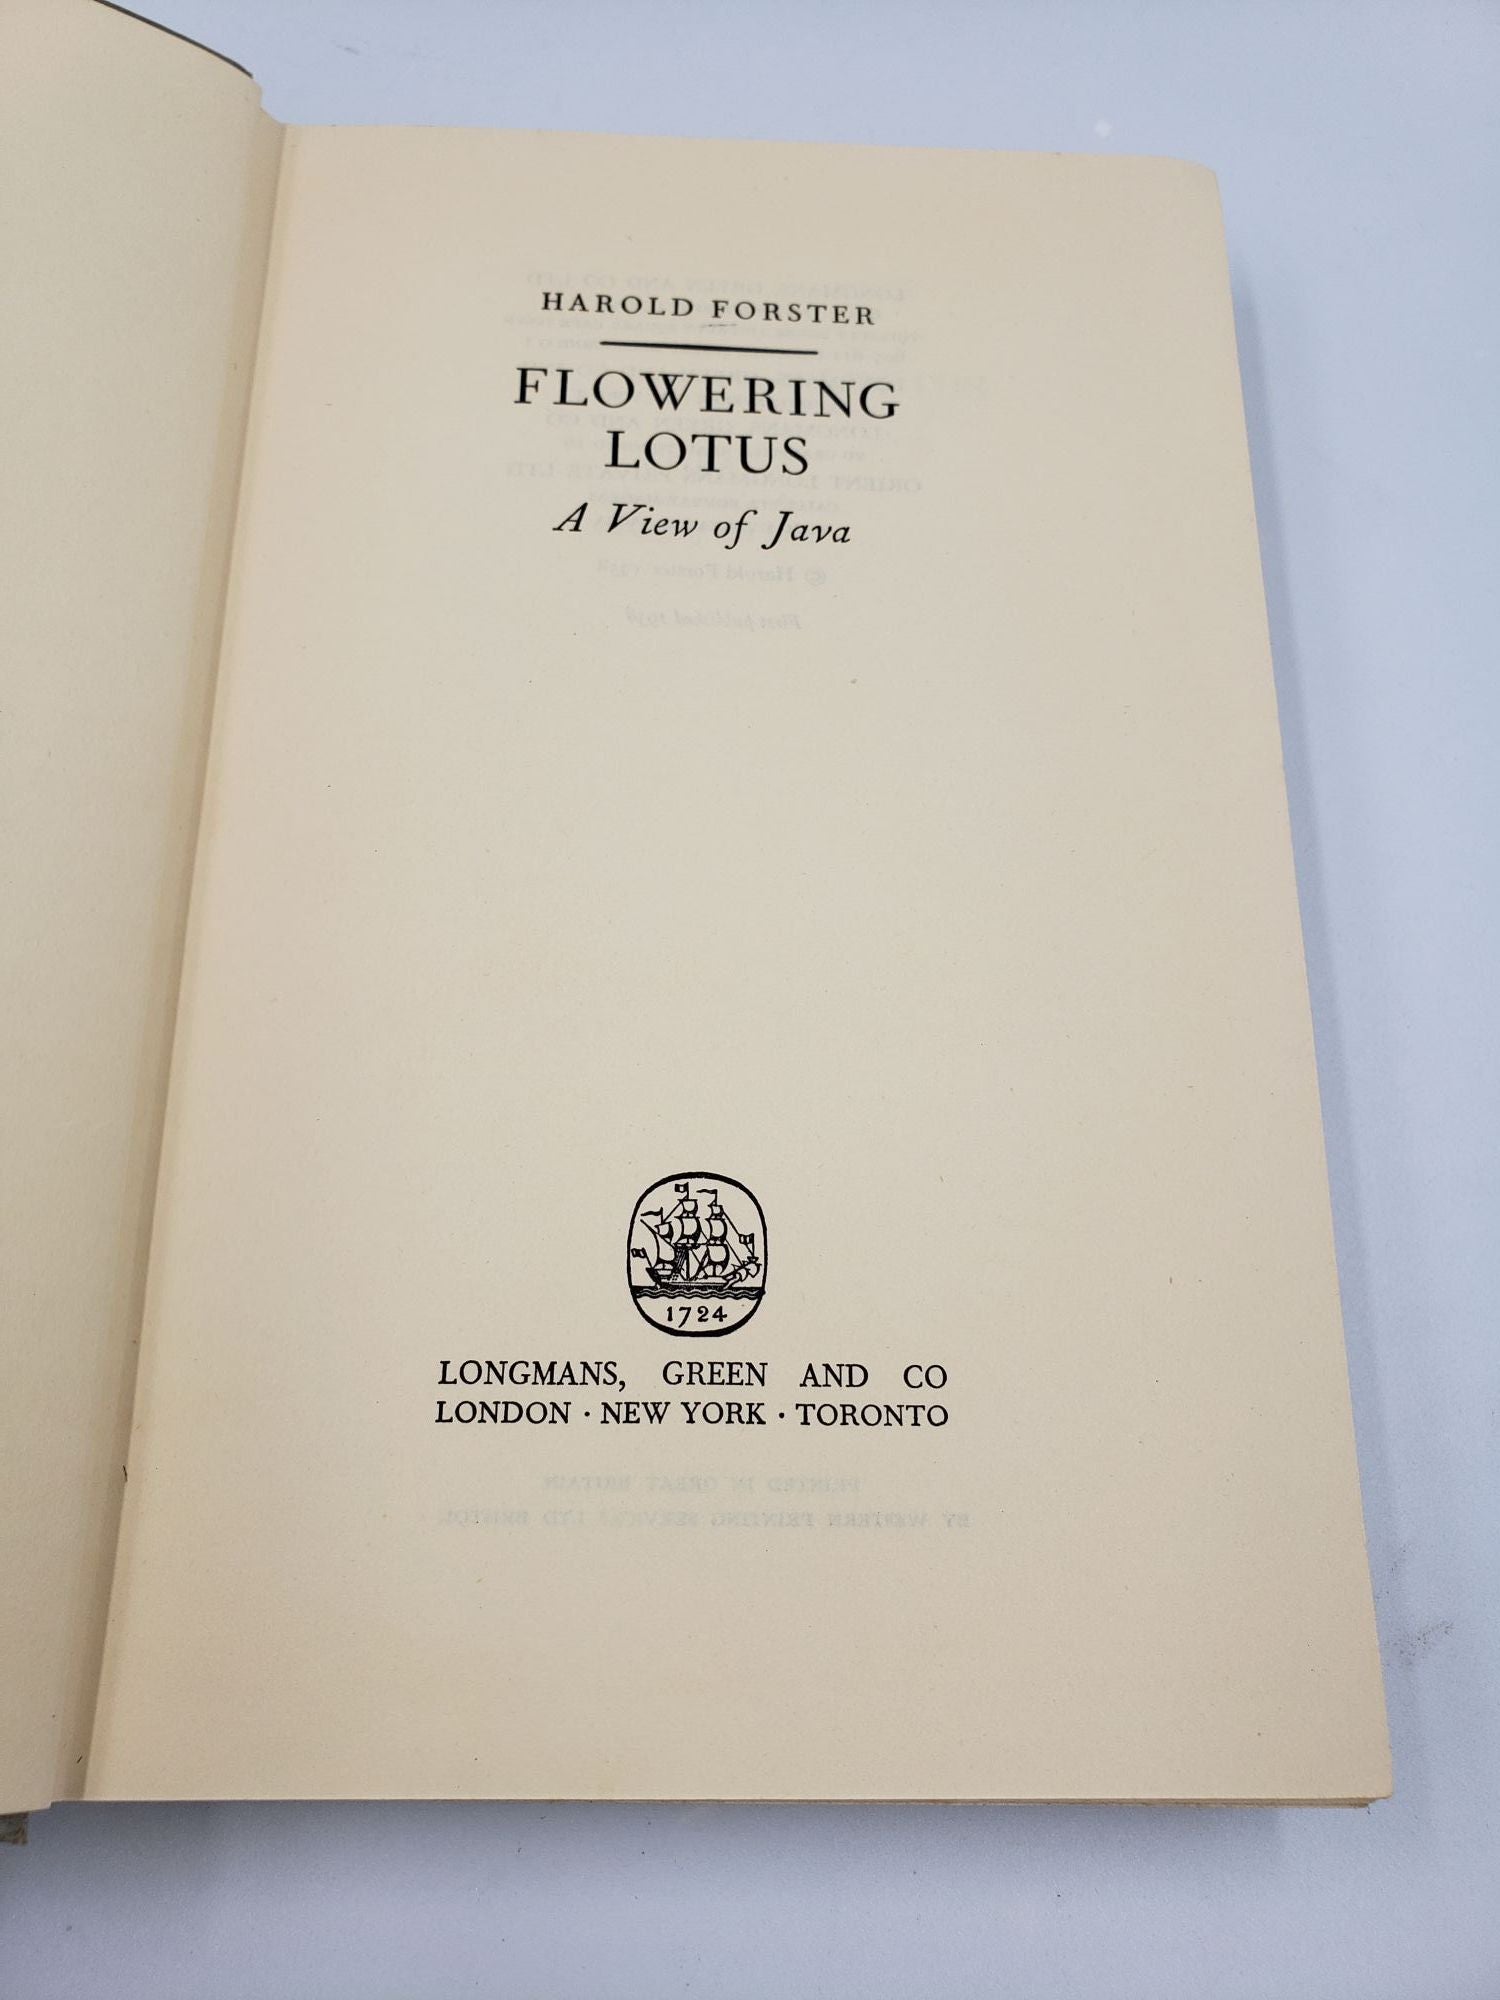 HAROLD FORSTER
FLOWERING
LOTUS
A View of Java
1724
LONGMANS, GREEN AND CO
LONDON · NEW YORK · TORONTO